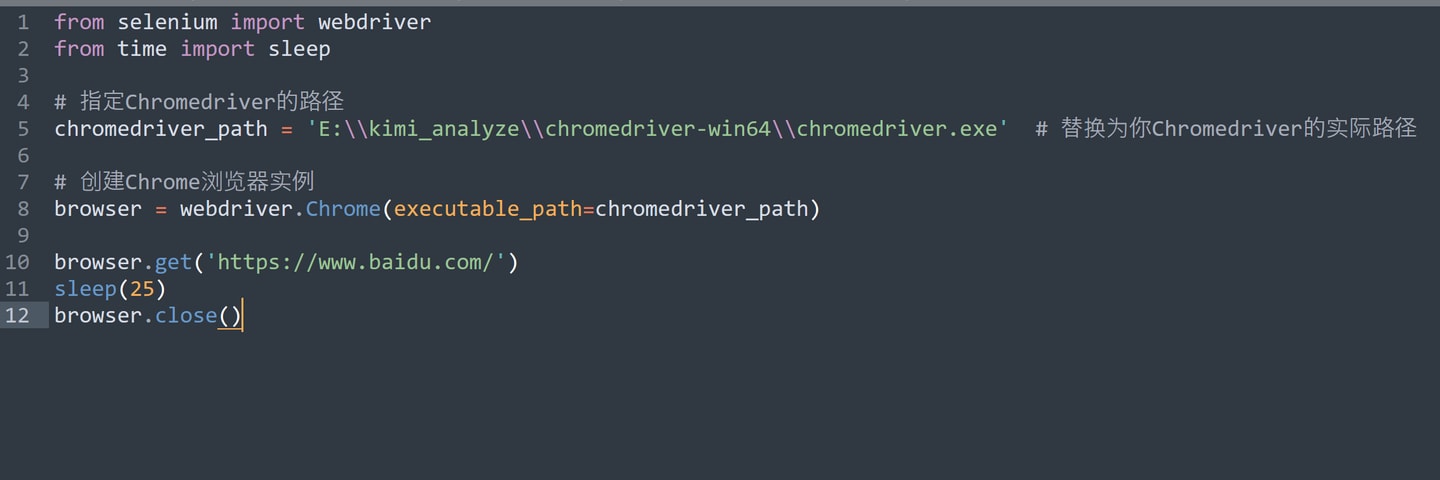 1 from selenium import webdriver
2 from time import sleep
3
4 # 指定Chromedriver的路径
5 chromedriver_path = 'E:\\kimi_analyze\\chromedriver-win64\\chromedriver.exe'  # 替换为你Chromedriver的实际路径
6
7 # 创建Chrome浏览器实例
8 browser = webdriver.Chrome(executable_path=chromedriver_path)
9
10 browser.get('https://www.baidu.com/')
11 sleep(25)
12 browser.close()